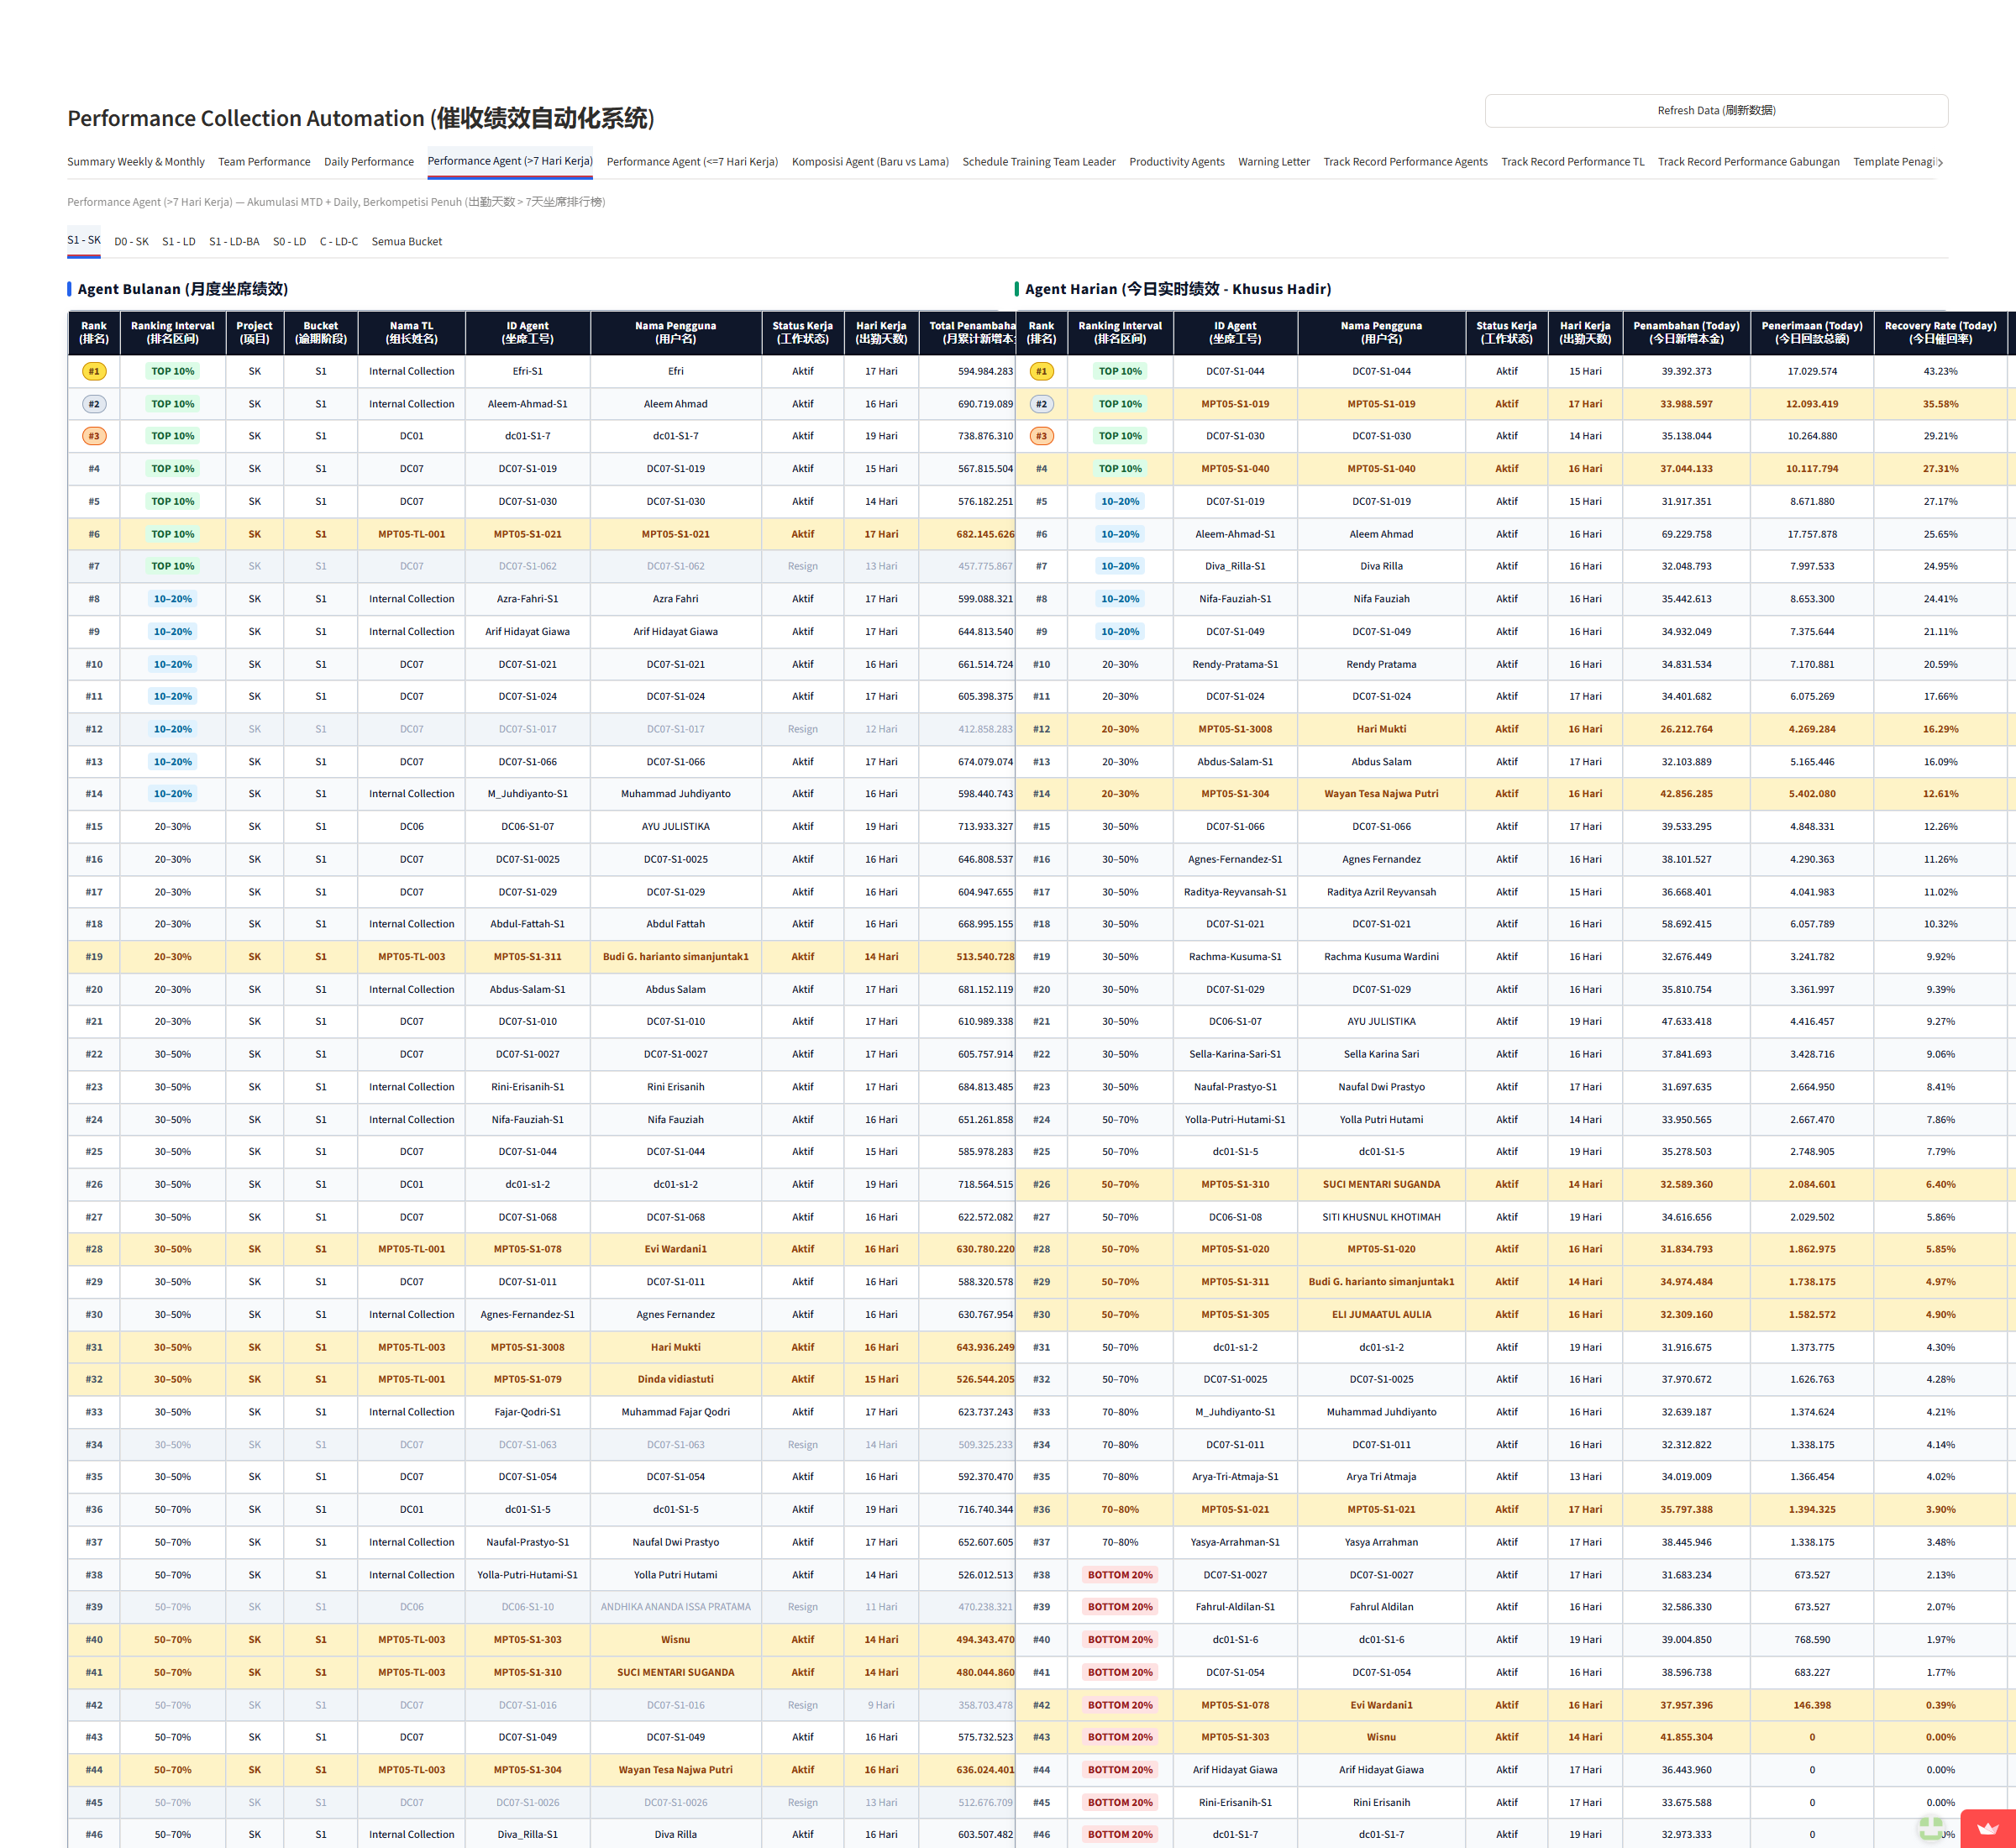 Performance Collection Automation (催收绩效自动化系统)
Refresh Data (刷新数据)
Summary Weekly & Monthly Team Performance Daily Performance Performance Agent (>7 Hari Kerja) Performance Agent (<=7 Hari Kerja) Komposisi Agent (Baru vs Lama) Schedule Training Team Leader Productivity Agents Warning Letter Track Record Performance Agents Track Record Performance TL Track Record Performance Gabungan Template Penagi
Performance Agent (>7 Hari Kerja) — Akumulasi MTD + Daily, Berkompetisi Penuh (出勤天数 > 7天坐席排行榜)
S1 - SK D0 - SK S1 - LD S1 - LD-BA S0 - LD C - LD-C Semua Bucket
Agent Bulanan (月度坐席绩效)
Rank Ranking Interval Project Bucket Nama TL ID Agent Nama Pengguna Status Kerja Hari Kerja Total Penambaha
(排名) (排名区间) (项目) (逾期阶段) (组长姓名) (坐席工号) (用户名) (工作状态) (出勤天数) (月累计新增本
#1 TOP 10% SK S1 Internal Collection Efri-S1 Efri Aktif 17 Hari 594.984.283
#2 TOP 10% SK S1 Internal Collection Aleem-Ahmad-S1 Aleem Ahmad Aktif 16 Hari 690.719.089
#3 TOP 10% SK S1 DC01 dc01-S1-7 dc01-S1-7 Aktif 19 Hari 738.876.310
#4 TOP 10% SK S1 DC07 DC07-S1-019 DC07-S1-019 Aktif 15 Hari 567.815.504
#5 TOP 10% SK S1 DC07 DC07-S1-030 DC07-S1-030 Aktif 14 Hari 576.182.251
#6 TOP 10% SK S1 MPT05-TL-001 MPT05-S1-021 MPT05-S1-021 Aktif 17 Hari 682.145.626
#7 TOP 10% SK S1 DC07 DC07-S1-062 DC07-S1-062 Resign 13 Hari 457.775.867
#8 10–20% SK S1 Internal Collection Azra-Fahri-S1 Azra Fahri Aktif 17 Hari 599.088.321
#9 10–20% SK S1 Internal Collection Arif Hidayat Giawa Arif Hidayat Giawa Aktif 17 Hari 644.813.540
#10 10–20% SK S1 DC07 DC07-S1-021 DC07-S1-021 Aktif 16 Hari 661.514.724
#11 10–20% SK S1 DC07 DC07-S1-024 DC07-S1-024 Aktif 17 Hari 605.398.375
#12 10–20% SK S1 DC07 DC07-S1-017 DC07-S1-017 Resign 12 Hari 412.858.283
#13 10–20% SK S1 DC07 DC07-S1-066 DC07-S1-066 Aktif 17 Hari 674.079.074
#14 10–20% SK S1 Internal Collection M_Juhdiyanto-S1 Muhammad Juhdiyanto Aktif 16 Hari 598.440.743
#15 20–30% SK S1 DC06 DC06-S1-07 AYU JULISTIKA Aktif 19 Hari 713.933.327
#16 20–30% SK S1 DC07 DC07-S1-0025 DC07-S1-0025 Aktif 16 Hari 646.808.537
#17 20–30% SK S1 DC07 DC07-S1-029 DC07-S1-029 Aktif 16 Hari 604.947.655
#18 20–30% SK S1 Internal Collection Abdul-Fattah-S1 Abdul Fattah Aktif 16 Hari 668.995.155
#19 20–30% SK S1 MPT05-TL-003 MPT05-S1-311 Budi G. harianto simanjuntak1 Aktif 14 Hari 513.540.728
#20 20–30% SK S1 Internal Collection Abdus-Salam-S1 Abdus Salam Aktif 17 Hari 681.152.119
#21 20–30% SK S1 DC07 DC07-S1-010 DC07-S1-010 Aktif 17 Hari 610.989.338
#22 30–50% SK S1 DC07 DC07-S1-0027 DC07-S1-0027 Aktif 17 Hari 605.757.914
#23 30–50% SK S1 Internal Collection Rini-Erisanih-S1 Rini Erisanih Aktif 17 Hari 684.813.485
#24 30–50% SK S1 Internal Collection Nifa-Fauziah-S1 Nifa Fauziah Aktif 16 Hari 651.261.858
#25 30–50% SK S1 DC07 DC07-S1-044 DC07-S1-044 Aktif 15 Hari 585.978.283
#26 30–50% SK S1 DC01 dc01-s1-2 dc01-s1-2 Aktif 19 Hari 718.564.515
#27 30–50% SK S1 DC07 DC07-S1-068 DC07-S1-068 Aktif 16 Hari 622.572.082
#28 30–50% SK S1 MPT05-TL-001 MPT05-S1-078 Evi Wardani1 Aktif 16 Hari 630.780.220
#29 30–50% SK S1 DC07 DC07-S1-011 DC07-S1-011 Aktif 16 Hari 588.320.578
#30 30–50% SK S1 Internal Collection Agnes-Fernandez-S1 Agnes Fernandez Aktif 16 Hari 630.767.954
#31 30–50% SK S1 MPT05-TL-003 MPT05-S1-3008 Hari Mukti Aktif 16 Hari 643.936.249
#32 30–50% SK S1 MPT05-TL-001 MPT05-S1-079 Dinda vidiastuti Aktif 15 Hari 526.544.205
#33 30–50% SK S1 Internal Collection Fajar-Qodri-S1 Muhammad Fajar Qodri Aktif 17 Hari 623.737.243
#34 30–50% SK S1 DC07 DC07-S1-063 DC07-S1-063 Resign 14 Hari 509.325.233
#35 30–50% SK S1 DC07 DC07-S1-054 DC07-S1-054 Aktif 16 Hari 592.370.470
#36 50–70% SK S1 DC01 dc01-S1-5 dc01-S1-5 Aktif 19 Hari 716.740.344
#37 50–70% SK S1 Internal Collection Naufal-Prastyo-S1 Naufal Dwi Prastyo Aktif 17 Hari 652.607.605
#38 50–70% SK S1 Internal Collection Yolla-Putri-Hutami-S1 Yolla Putri Hutami Aktif 14 Hari 526.012.513
#39 50–70% SK S1 DC06 DC06-S1-10 ANDHIKA ANANDA ISSA PRATAMA Resign 11 Hari 470.238.321
#40 50–70% SK S1 MPT05-TL-003 MPT05-S1-303 Wisnu Aktif 14 Hari 494.343.470
#41 50–70% SK S1 MPT05-TL-003 MPT05-S1-310 SUCI MENTARI SUGANDA Aktif 14 Hari 480.044.860
#42 50–70% SK S1 DC07 DC07-S1-016 DC07-S1-016 Resign 9 Hari 358.703.478
#43 50–70% SK S1 DC07 DC07-S1-049 DC07-S1-049 Aktif 16 Hari 575.732.523
#44 50–70% SK S1 MPT05-TL-003 MPT05-S1-304 Wayan Tesa Najwa Putri Aktif 16 Hari 636.024.401
#45 50–70% SK S1 DC07 DC07-S1-0026 DC07-S1-0026 Resign 13 Hari 512.676.709
#46 50–70% SK S1 Internal Collection Diva_Rilla-S1 Diva Rilla Aktif 16 Hari 603.507.482
Agent Harian (今日实时绩效 - Khusus Hadir)
Rank Ranking Interval ID Agent Nama Pengguna Status Kerja Hari Kerja Penambahan (Today) Penerimaan (Today) Recovery Rate (Today)
(排名) (排名区间) (坐席工号) (用户名) (工作状态) (出勤天数) (今日新增本金) (今日回款总额) (今日催回率)
#1 TOP 10% DC07-S1-044 DC07-S1-044 Aktif 15 Hari 39.392.373 17.029.574 43.23%
#2 TOP 10% MPT05-S1-019 MPT05-S1-019 Aktif 17 Hari 33.988.597 12.093.419 35.58%
#3 TOP 10% DC07-S1-030 DC07-S1-030 Aktif 14 Hari 35.138.044 10.264.880 29.21%
#4 TOP 10% MPT05-S1-040 MPT05-S1-040 Aktif 16 Hari 37.044.133 10.117.794 27.31%
#5 10–20% DC07-S1-019 DC07-S1-019 Aktif 15 Hari 31.917.351 8.671.880 27.17%
#6 10–20% Aleem-Ahmad-S1 Aleem Ahmad Aktif 16 Hari 69.229.758 17.757.878 25.65%
#7 10–20% Diva_Rilla-S1 Diva Rilla Aktif 16 Hari 32.048.793 7.997.533 24.95%
#8 10–20% Nifa-Fauziah-S1 Nifa Fauziah Aktif 16 Hari 35.442.613 8.653.300 24.41%
#9 10–20% DC07-S1-049 DC07-S1-049 Aktif 16 Hari 34.932.049 7.375.644 21.11%
#10 20–30% Rendy-Pratama-S1 Rendy Pratama Aktif 16 Hari 34.831.534 7.170.881 20.59%
#11 20–30% DC07-S1-024 DC07-S1-024 Aktif 17 Hari 34.401.682 6.075.269 17.66%
#12 20–30% MPT05-S1-3008 Hari Mukti Aktif 16 Hari 26.212.764 4.269.284 16.29%
#13 20–30% Abdus-Salam-S1 Abdus Salam Aktif 17 Hari 32.103.889 5.165.446 16.09%
#14 20–30% MPT05-S1-304 Wayan Tesa Najwa Putri Aktif 16 Hari 42.856.285 5.402.080 12.61%
#15 30–50% DC07-S1-066 DC07-S1-066 Aktif 17 Hari 39.533.295 4.848.331 12.26%
#16 30–50% Agnes-Fernandez-S1 Agnes Fernandez Aktif 16 Hari 38.101.527 4.290.363 11.26%
#17 30–50% Raditya-Reyvansah-S1 Raditya Azril Reyvansah Aktif 15 Hari 36.668.401 4.041.983 11.02%
#18 30–50% DC07-S1-021 DC07-S1-021 Aktif 16 Hari 58.692.415 6.057.789 10.32%
#19 30–50% Rachma-Kusuma-S1 Rachma Kusuma Wardini Aktif 16 Hari 32.676.449 3.241.782 9.92%
#20 30–50% DC07-S1-029 DC07-S1-029 Aktif 16 Hari 35.810.754 3.361.997 9.39%
#21 30–50% DC06-S1-07 AYU JULISTIKA Aktif 19 Hari 47.633.418 4.416.457 9.27%
#22 30–50% Sella-Karina-Sari-S1 Sella Karina Sari Aktif 16 Hari 37.841.693 3.428.716 9.06%
#23 30–50% Naufal-Prastyo-S1 Naufal Dwi Prastyo Aktif 17 Hari 31.697.635 2.664.950 8.41%
#24 50–70% Yolla-Putri-Hutami-S1 Yolla Putri Hutami Aktif 14 Hari 33.950.565 2.667.470 7.86%
#25 50–70% dc01-S1-5 dc01-S1-5 Aktif 19 Hari 35.278.503 2.748.905 7.79%
#26 50–70% MPT05-S1-310 SUCI MENTARI SUGANDA Aktif 14 Hari 32.589.360 2.084.601 6.40%
#27 50–70% DC06-S1-08 SITI KHUSNUL KHOTIMAH Aktif 19 Hari 34.616.656 2.029.502 5.86%
#28 50–70% MPT05-S1-020 MPT05-S1-020 Aktif 16 Hari 31.834.793 1.862.975 5.85%
#29 50–70% MPT05-S1-311 Budi G. harianto simanjuntak1 Aktif 14 Hari 34.974.484 1.738.175 4.97%
#30 50–70% MPT05-S1-305 ELI JUMAATUL AULIA Aktif 16 Hari 32.309.160 1.582.572 4.90%
#31 50–70% dc01-s1-2 dc01-s1-2 Aktif 19 Hari 31.916.675 1.373.775 4.30%
#32 50–70% DC07-S1-0025 DC07-S1-0025 Aktif 16 Hari 37.970.672 1.626.763 4.28%
#33 70–80% M_Juhdiyanto-S1 Muhammad Juhdiyanto Aktif 16 Hari 32.639.187 1.374.624 4.21%
#34 70–80% DC07-S1-011 DC07-S1-011 Aktif 16 Hari 32.312.822 1.338.175 4.14%
#35 70–80% Arya-Tri-Atmaja-S1 Arya Tri Atmaja Aktif 13 Hari 34.019.009 1.366.454 4.02%
#36 70–80% MPT05-S1-021 MPT05-S1-021 Aktif 17 Hari 35.797.388 1.394.325 3.90%
#37 70–80% Yasya-Arrahman-S1 Yasya Arrahman Aktif 17 Hari 38.445.946 1.338.175 3.48%
#38 BOTTOM 20% DC07-S1-0027 DC07-S1-0027 Aktif 17 Hari 31.683.234 673.527 2.13%
#39 BOTTOM 20% Fahrul-Aldilan-S1 Fahrul Aldilan Aktif 16 Hari 32.586.330 673.527 2.07%
#40 BOTTOM 20% dc01-S1-6 dc01-S1-6 Aktif 19 Hari 39.004.850 768.590 1.97%
#41 BOTTOM 20% DC07-S1-054 DC07-S1-054 Aktif 16 Hari 38.596.738 683.227 1.77%
#42 BOTTOM 20% MPT05-S1-078 Evi Wardani1 Aktif 16 Hari 37.957.396 146.398 0.39%
#43 BOTTOM 20% MPT05-S1-303 Wisnu Aktif 14 Hari 41.855.304 0 0.00%
#44 BOTTOM 20% Arif Hidayat Giawa Arif Hidayat Giawa Aktif 17 Hari 36.443.960 0 0.00%
#45 BOTTOM 20% Rini-Erisanih-S1 Rini Erisanih Aktif 17 Hari 33.675.588 0 0.00%
#46 BOTTOM 20% dc01-S1-7 dc01-S1-7 Aktif 19 Hari 32.973.333 0